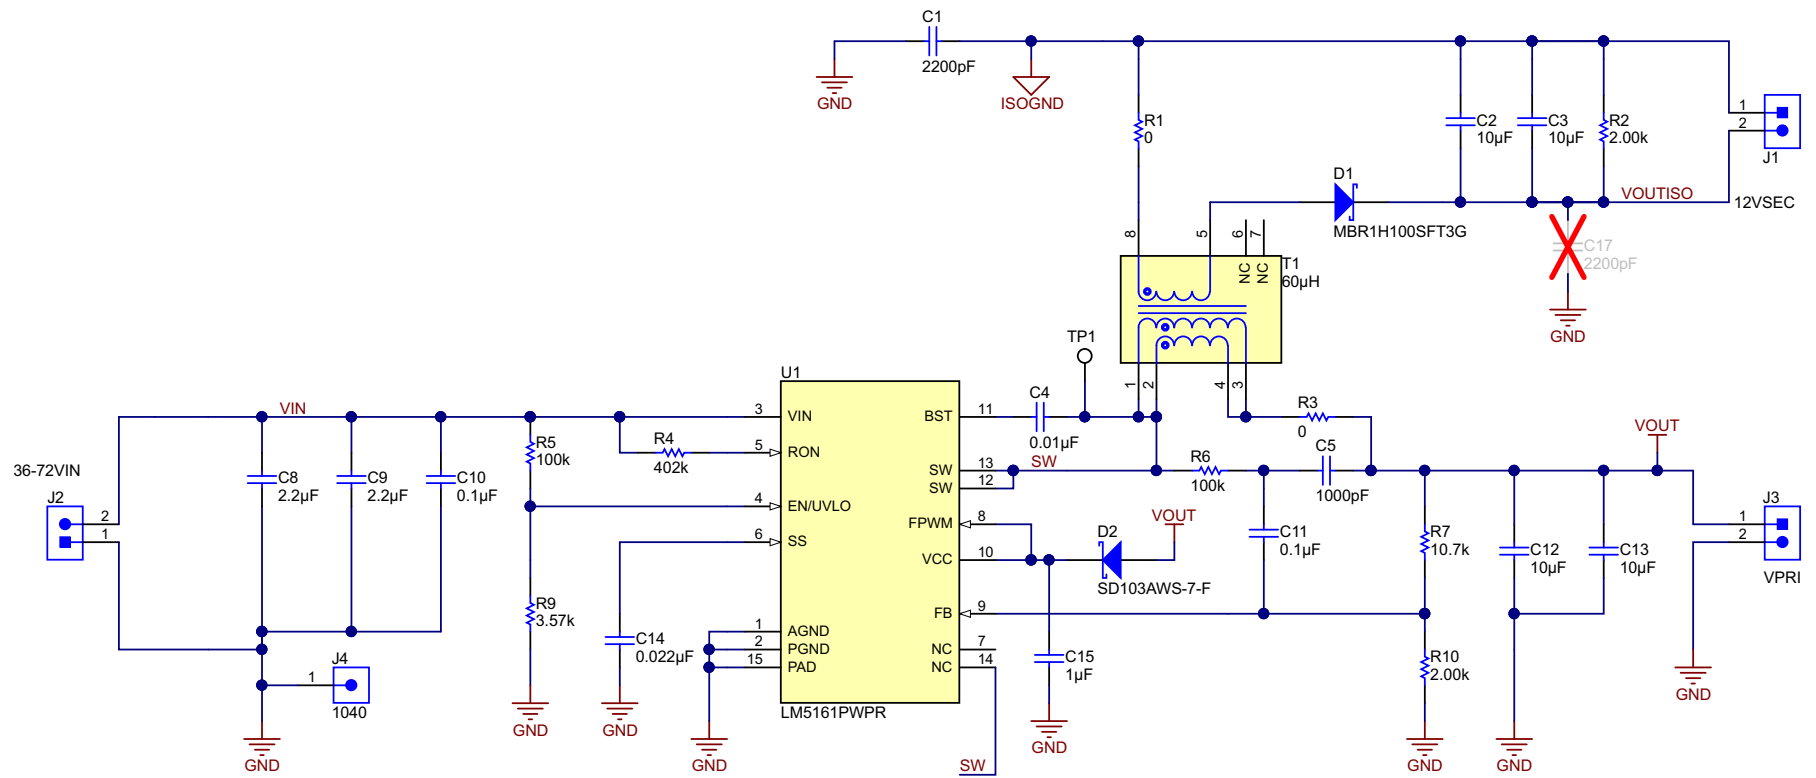 C1
2200pF
GND
ISOGND
R1
0
C2
10µF
C3
10µF
R2
2.00k
1
2
J1
D1
MBR1H100SFT3G
VOUTISO
12VSEC
C17
2200pF
GND
8
5
6
7
NC
NC
T1
60µH
1
2
4
3
TP1
U1
VIN
3
VIN
BST
11
C4
0.01µF
R3
0
VOUT
R5
100k
R4
402k
5
RON
SW
13
SW
SW
12
R6
100k
C5
1000pF
36-72VIN
J2
2
1
C8
2.2µF
C9
2.2µF
C10
0.1µF
4
EN/UVLO
FPWM
8
6
SS
VCC
10
D2
SD103AWS-7-F
VOUT
C11
0.1µF
R7
10.7k
C12
10µF
C13
10µF
J3
1
2
VPRI
R9
3.57k
C14
0.022µF
FB
9
1
AGND
2
PGND
15
PAD
NC
7
NC
14
C15
1µF
R10
2.00k
J4
1
1040
LM5161PWPR
GND
GND
GND
GND
GND
GND
GND
GND
SW